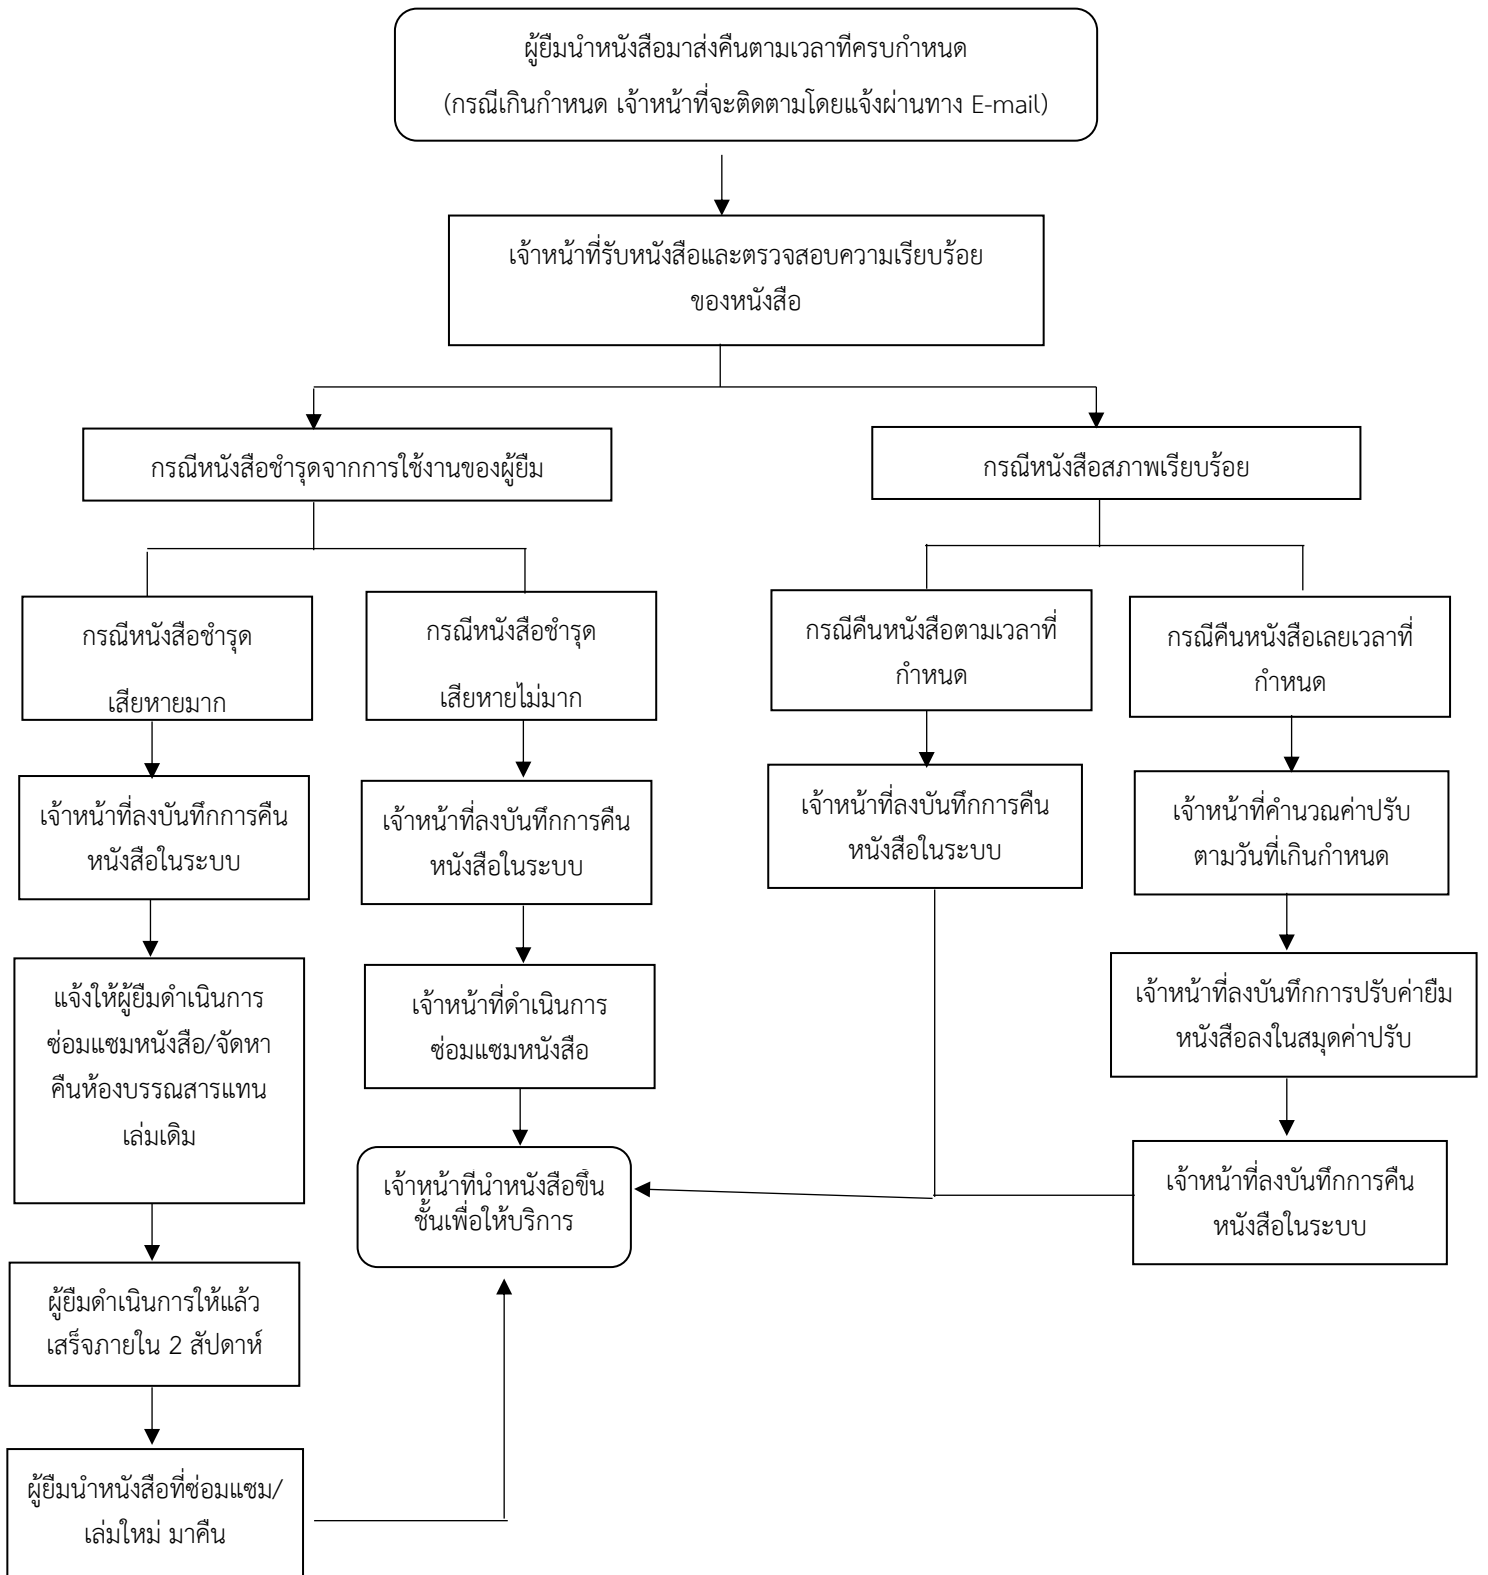 ผู้ยืมนำหนังสือมาส่งคืนตามเวลาที่ครบกำหนด
(กรณีเกินกำหนด เจ้าหน้าที่จะติดตามโดยแจ้งผ่านทาง E-mail)
เจ้าหน้าที่รับหนังสือและตรวจสอบความเรียบร้อย
ของหนังสือ
กรณีหนังสือชำรุดจากการใช้งานของผู้ยืม
กรณีหนังสือสภาพเรียบร้อย
กรณีหนังสือชำรุด
เสียหายมาก
กรณีหนังสือชำรุด
เสียหายไม่มาก
กรณีคืนหนังสือตามเวลาที่
กำหนด
กรณีคืนหนังสือเลยเวลาที่
กำหนด
เจ้าหน้าที่ลงบันทึกการคืน
หนังสือในระบบ
เจ้าหน้าที่ลงบันทึกการคืน
หนังสือในระบบ
เจ้าหน้าที่ลงบันทึกการคืน
หนังสือในระบบ
เจ้าหน้าที่คำนวณค่าปรับ
ตามวันที่เกินกำหนด
แจ้งให้ผู้ยืมดำเนินการ
ซ่อมแซมหนังสือ/จัดหา
คืนห้องบรรณสารแทน
เล่มเดิม
เจ้าหน้าที่ดำเนินการ
ซ่อมแซมหนังสือ
เจ้าหน้าที่ลงบันทึกการปรับค่ายืม
หนังสือลงในสมุดค่าปรับ
เจ้าหน้าที่นำหนังสือขึ้น
ชั้นเพื่อให้บริการ
เจ้าหน้าที่ลงบันทึกการคืน
หนังสือในระบบ
ผู้ยืมดำเนินการให้แล้ว
เสร็จภายใน 2 สัปดาห์
ผู้ยืมนำหนังสือที่ซ่อมแซม/
เล่มใหม่ มาคืน